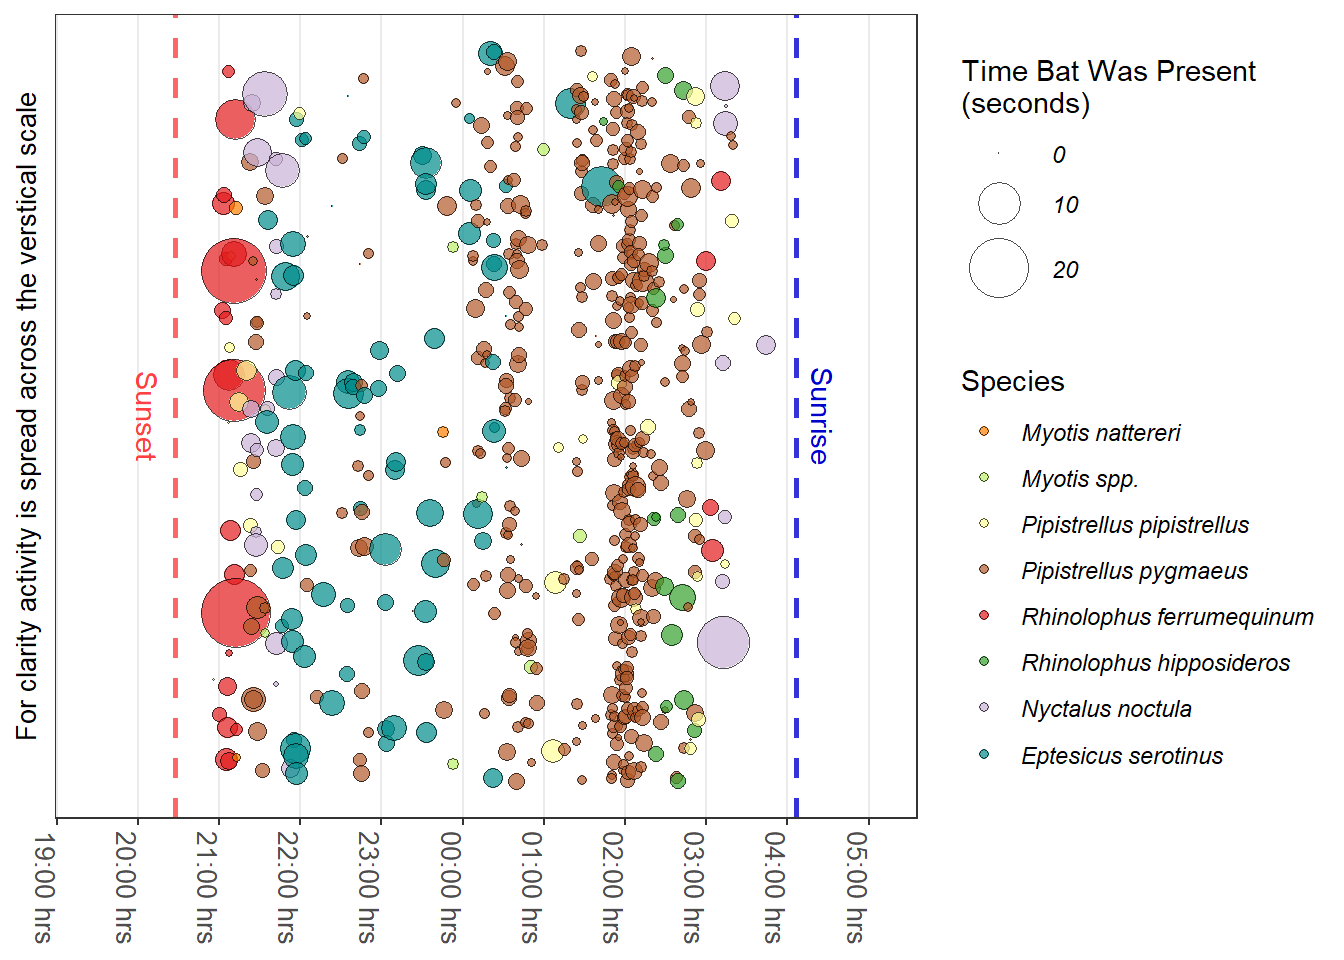 For clarity activity is spread across the verstical scale
Sunset
Sunrise
19:00 hrs
20:00 hrs
21:00 hrs
22:00 hrs
23:00 hrs
00:00 hrs
01:00 hrs
02:00 hrs
03:00 hrs
04:00 hrs
05:00 hrs
Time Bat Was Present
(seconds)
0
10
20
Species
Myotis nattereri
Myotis spp.
Pipistrellus pipistrellus
Pipistrellus pygmaeus
Rhinolophus ferrumequinum
Rhinolophus hipposideros
Nyctalus noctula
Eptesicus serotinus